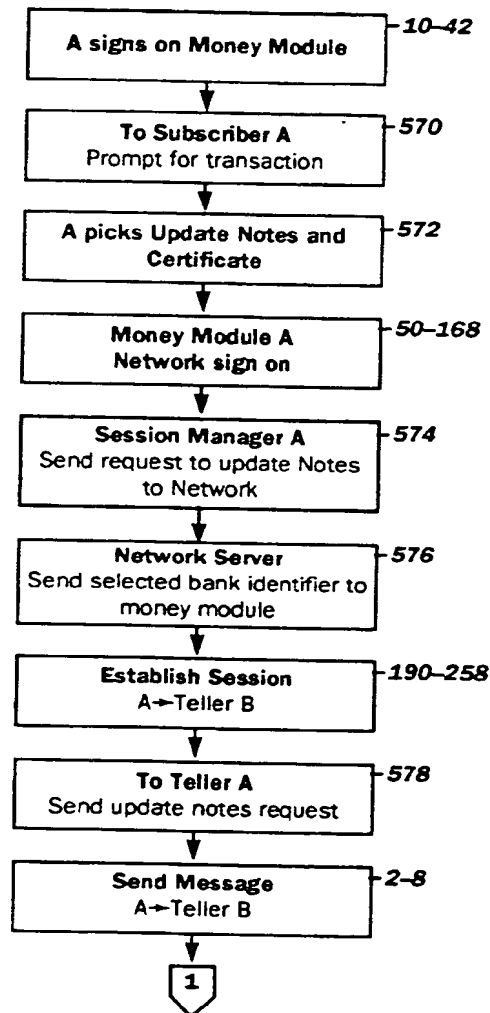 A signs on Money Module
10–42
To Subscriber A
Prompt for transaction
570
A picks Update Notes and
Certificate
572
Money Module A
Network sign on
50–168
Session Manager A
Send request to update Notes
to Network
574
Network Server
Send selected bank identifier to
money module
576
Establish Session
A→Teller B
190–258
To Teller A
Send update notes request
578
Send Message
A→Teller B
2–8
1